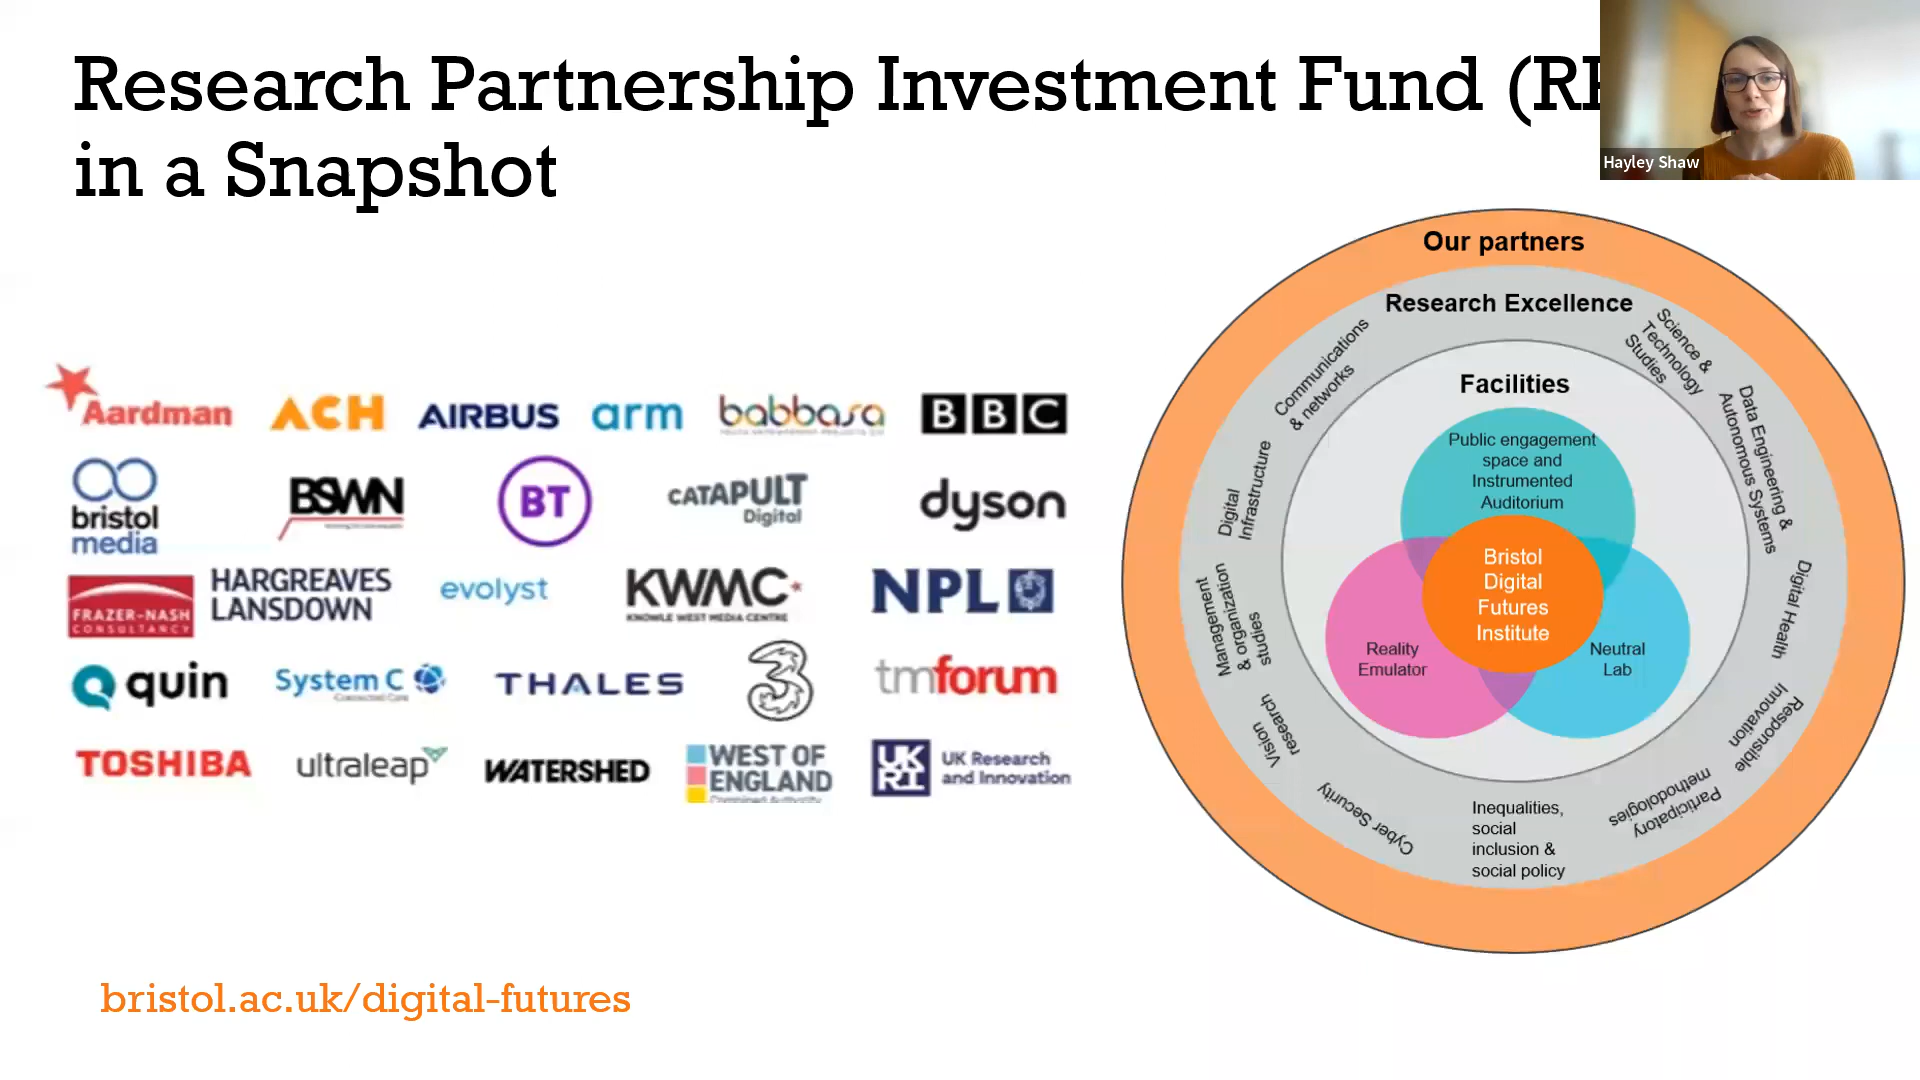 Research Partnership Investment Fund (RP
in a Snapshot
Hayley Shaw
Aardman
ACH
AIRBUS
arm
babbasa
BBC
bristol
media
BSWN
BT
CATAPULT
Digital
dyson
FRAZER-NASH
CONSULTANCY
HARGREAVES
LANSDOWN
evolyst
KWMC
KNOWLE WEST MEDIA CENTRE
NPL
quin
System C
Connected Care
THALES
3
tmforum
TOSHIBA
ultraleap
WATERSHED
WEST OF
ENGLAND
Combined Authority
UK
RI
UK Research
and Innovation
Our partners
Research Excellence
Communications
& networks
Science &
Technology
Studies
Data Engineering &
Autonomous Systems
Digital
Infrastructure
Digital Health
Management
& organization
studies
Responsible
Innovation
Vision
research
Participatory
methodologies
Cyber Security
Inequalities,
social
inclusion &
social policy
Facilities
Public engagement
space and
Instrumented
Auditorium
Bristol
Digital
Futures
Institute
Reality
Emulator
Neutral
Lab
bristol.ac.uk/digital-futures